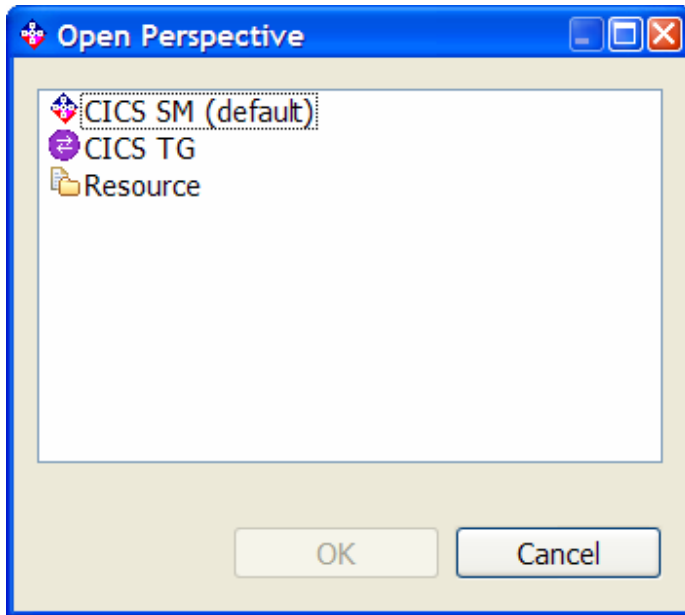 Open Perspective
CICS SM (default)
CICS TG
Resource
OK
Cancel